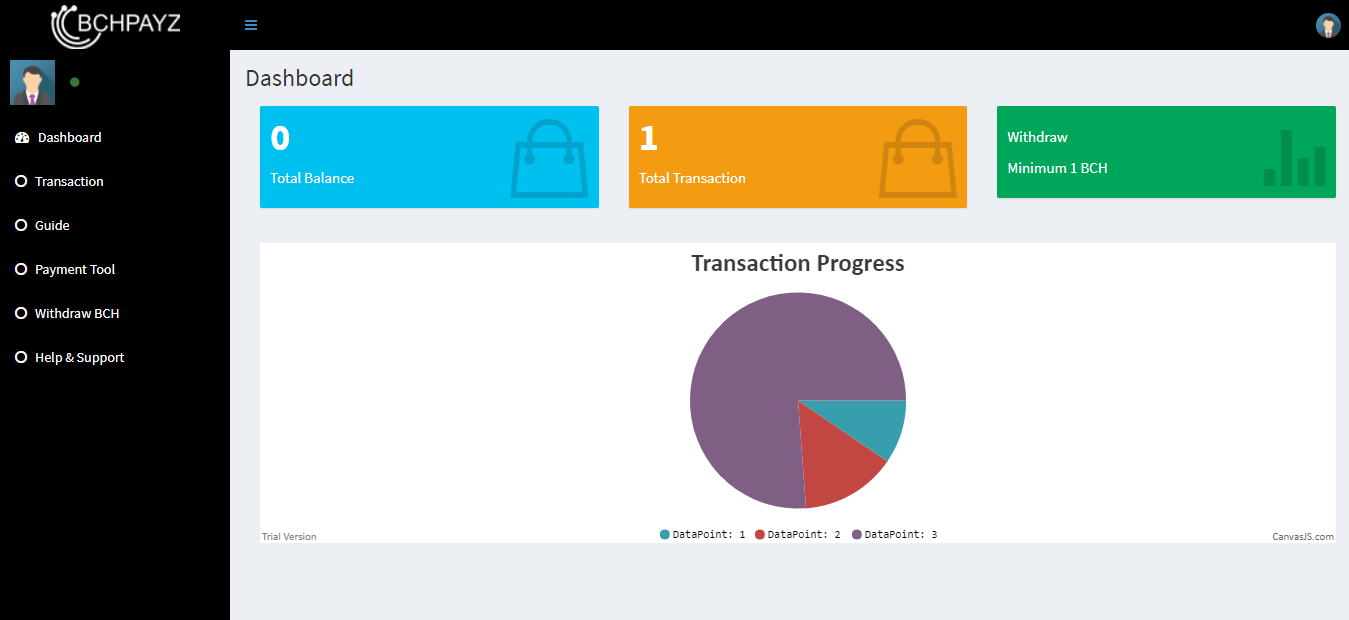 BCHPAYZ
Dashboard
Transaction
Guide
Payment Tool
Withdraw BCH
Help & Support
Dashboard
0
Total Balance
1
Total Transaction
Withdraw
Minimum 1 BCH
Transaction Progress
DataPoint: 1 DataPoint: 2 DataPoint: 3
Trial Version
CanvasJS.com